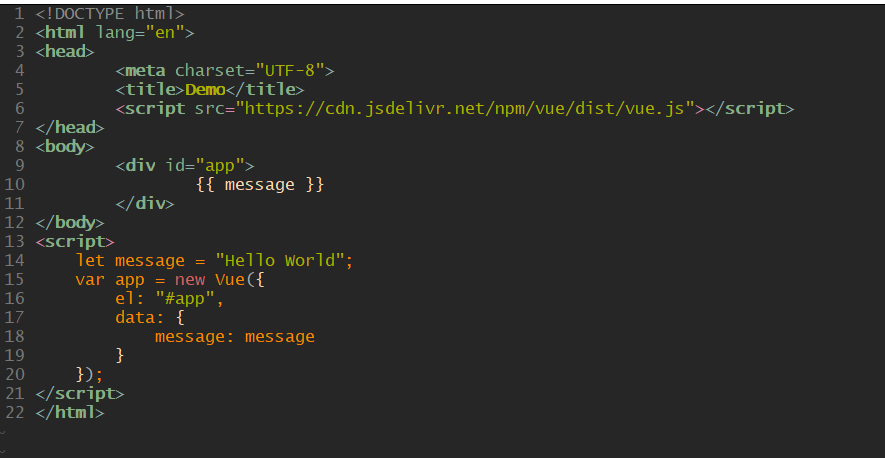 1 <!DOCTYPE html>
2 <html lang="en">
3 <head>
4         <meta charset="UTF-8">
5         <title>Demo</title>
6         <script src="https://cdn.jsdelivr.net/npm/vue/dist/vue.js"></script>
7 </head>
8 <body>
9         <div id="app">
10                 {{ message }}
11         </div>
12 </body>
13 <script>
14     let message = "Hello World";
15     var app = new Vue({
16         el: "#app",
17         data: {
18             message: message
19         }
20     });
21 </script>
22 </html>
~
~